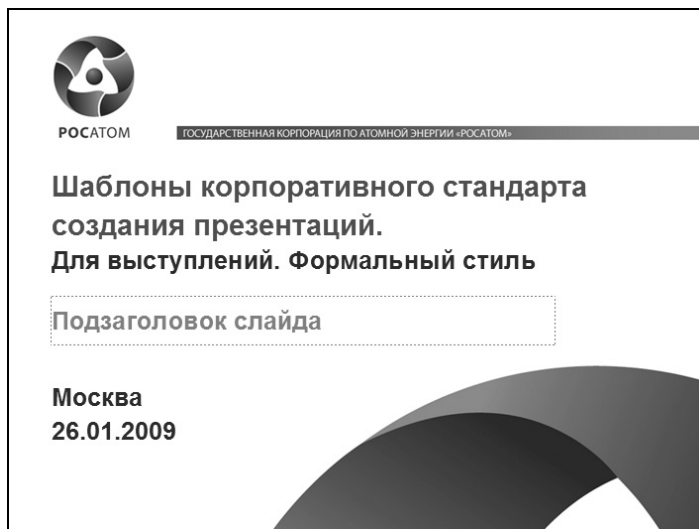 РОСАТОМ
ГОСУДАРСТВЕННАЯ КОРПОРАЦИЯ ПО АТОМНОЙ ЭНЕРГИИ «РОСАТОМ»
Шаблоны корпоративного стандарта
создания презентаций.
Для выступлений. Формальный стиль
Подзаголовок слайда
Москва
26.01.2009